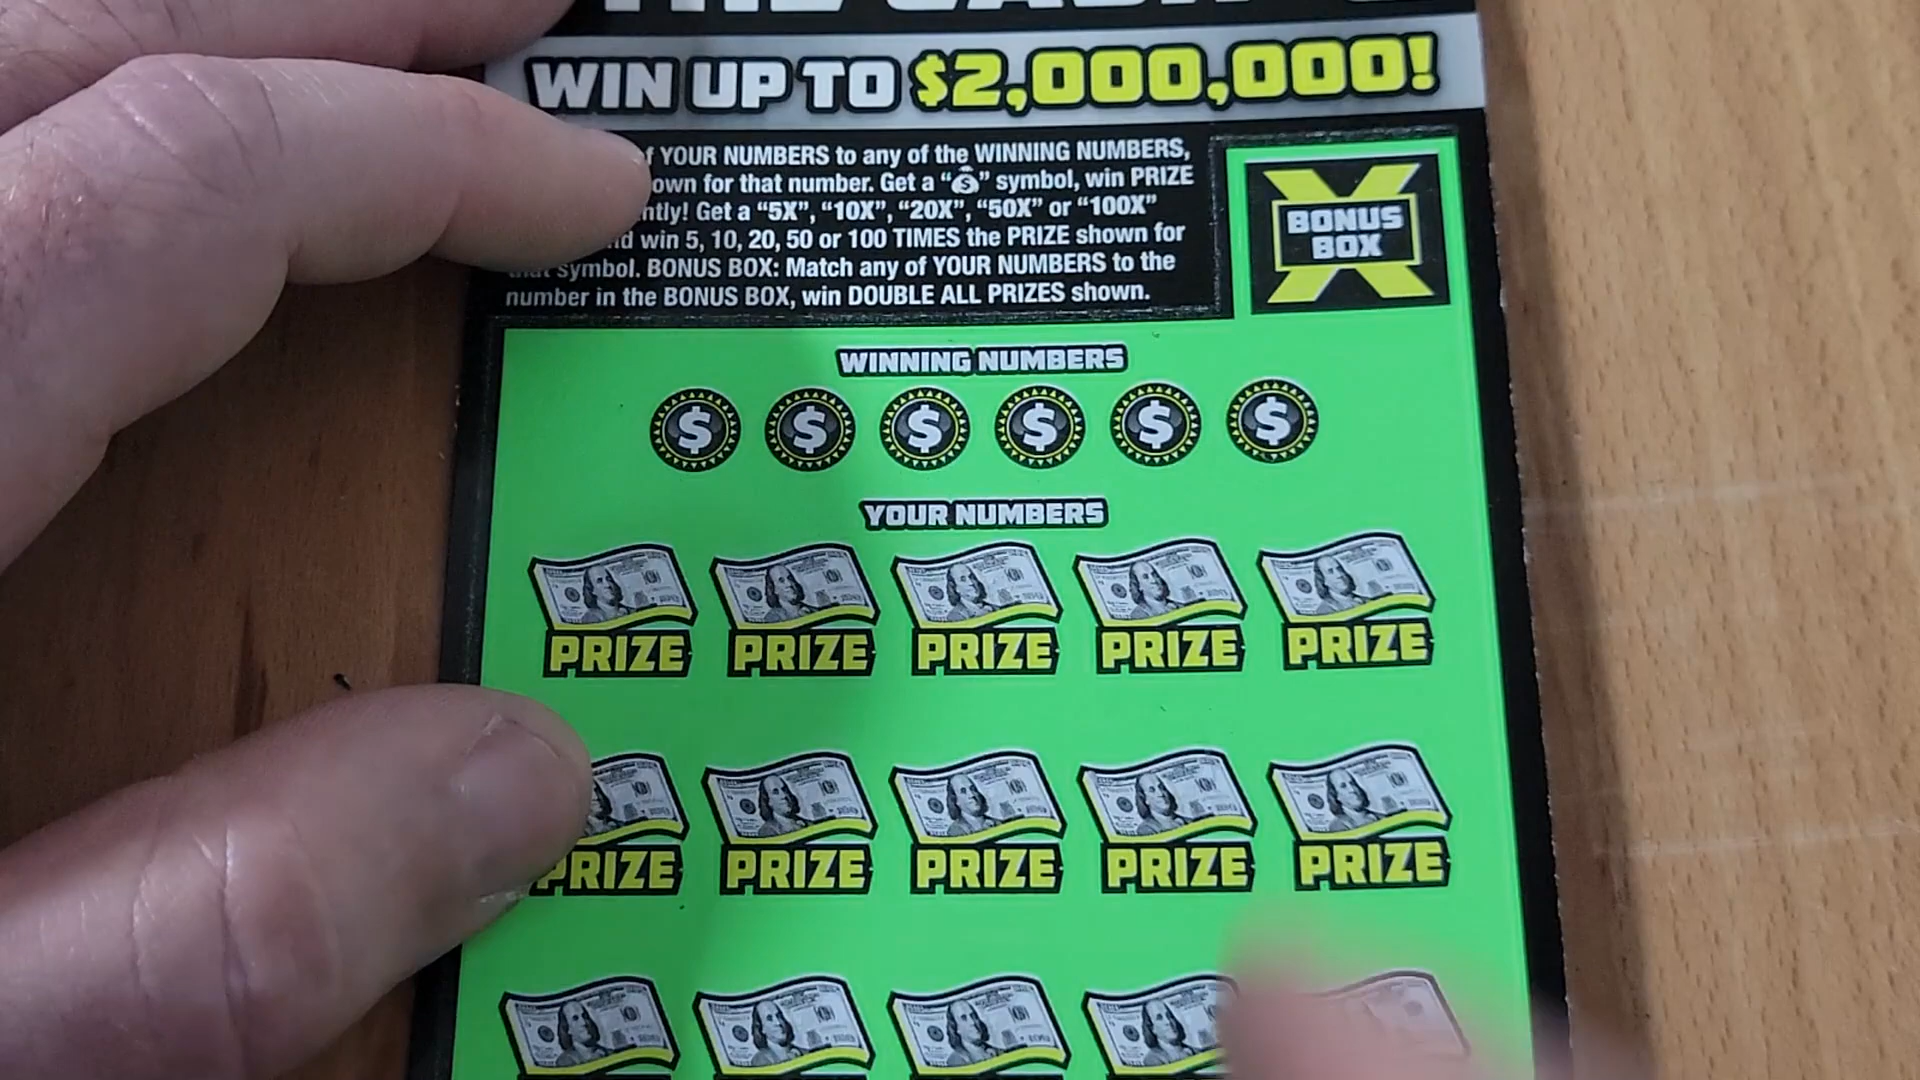 THE CASH
WIN UP TO $2,000,000!
f YOUR NUMBERS to any of the WINNING NUMBERS,
own for that number. Get a “💰” symbol, win PRIZE
ntly! Get a “5X”, “10X”, “20X”, “50X” or “100X”
nd win 5, 10, 20, 50 or 100 TIMES the PRIZE shown for
that symbol. BONUS BOX: Match any of YOUR NUMBERS to the
number in the BONUS BOX, win DOUBLE ALL PRIZES shown.
BONUS
BOX
WINNING NUMBERS
$ $ $ $ $ $
YOUR NUMBERS
PRIZE PRIZE PRIZE PRIZE PRIZE
PRIZE PRIZE PRIZE PRIZE PRIZE